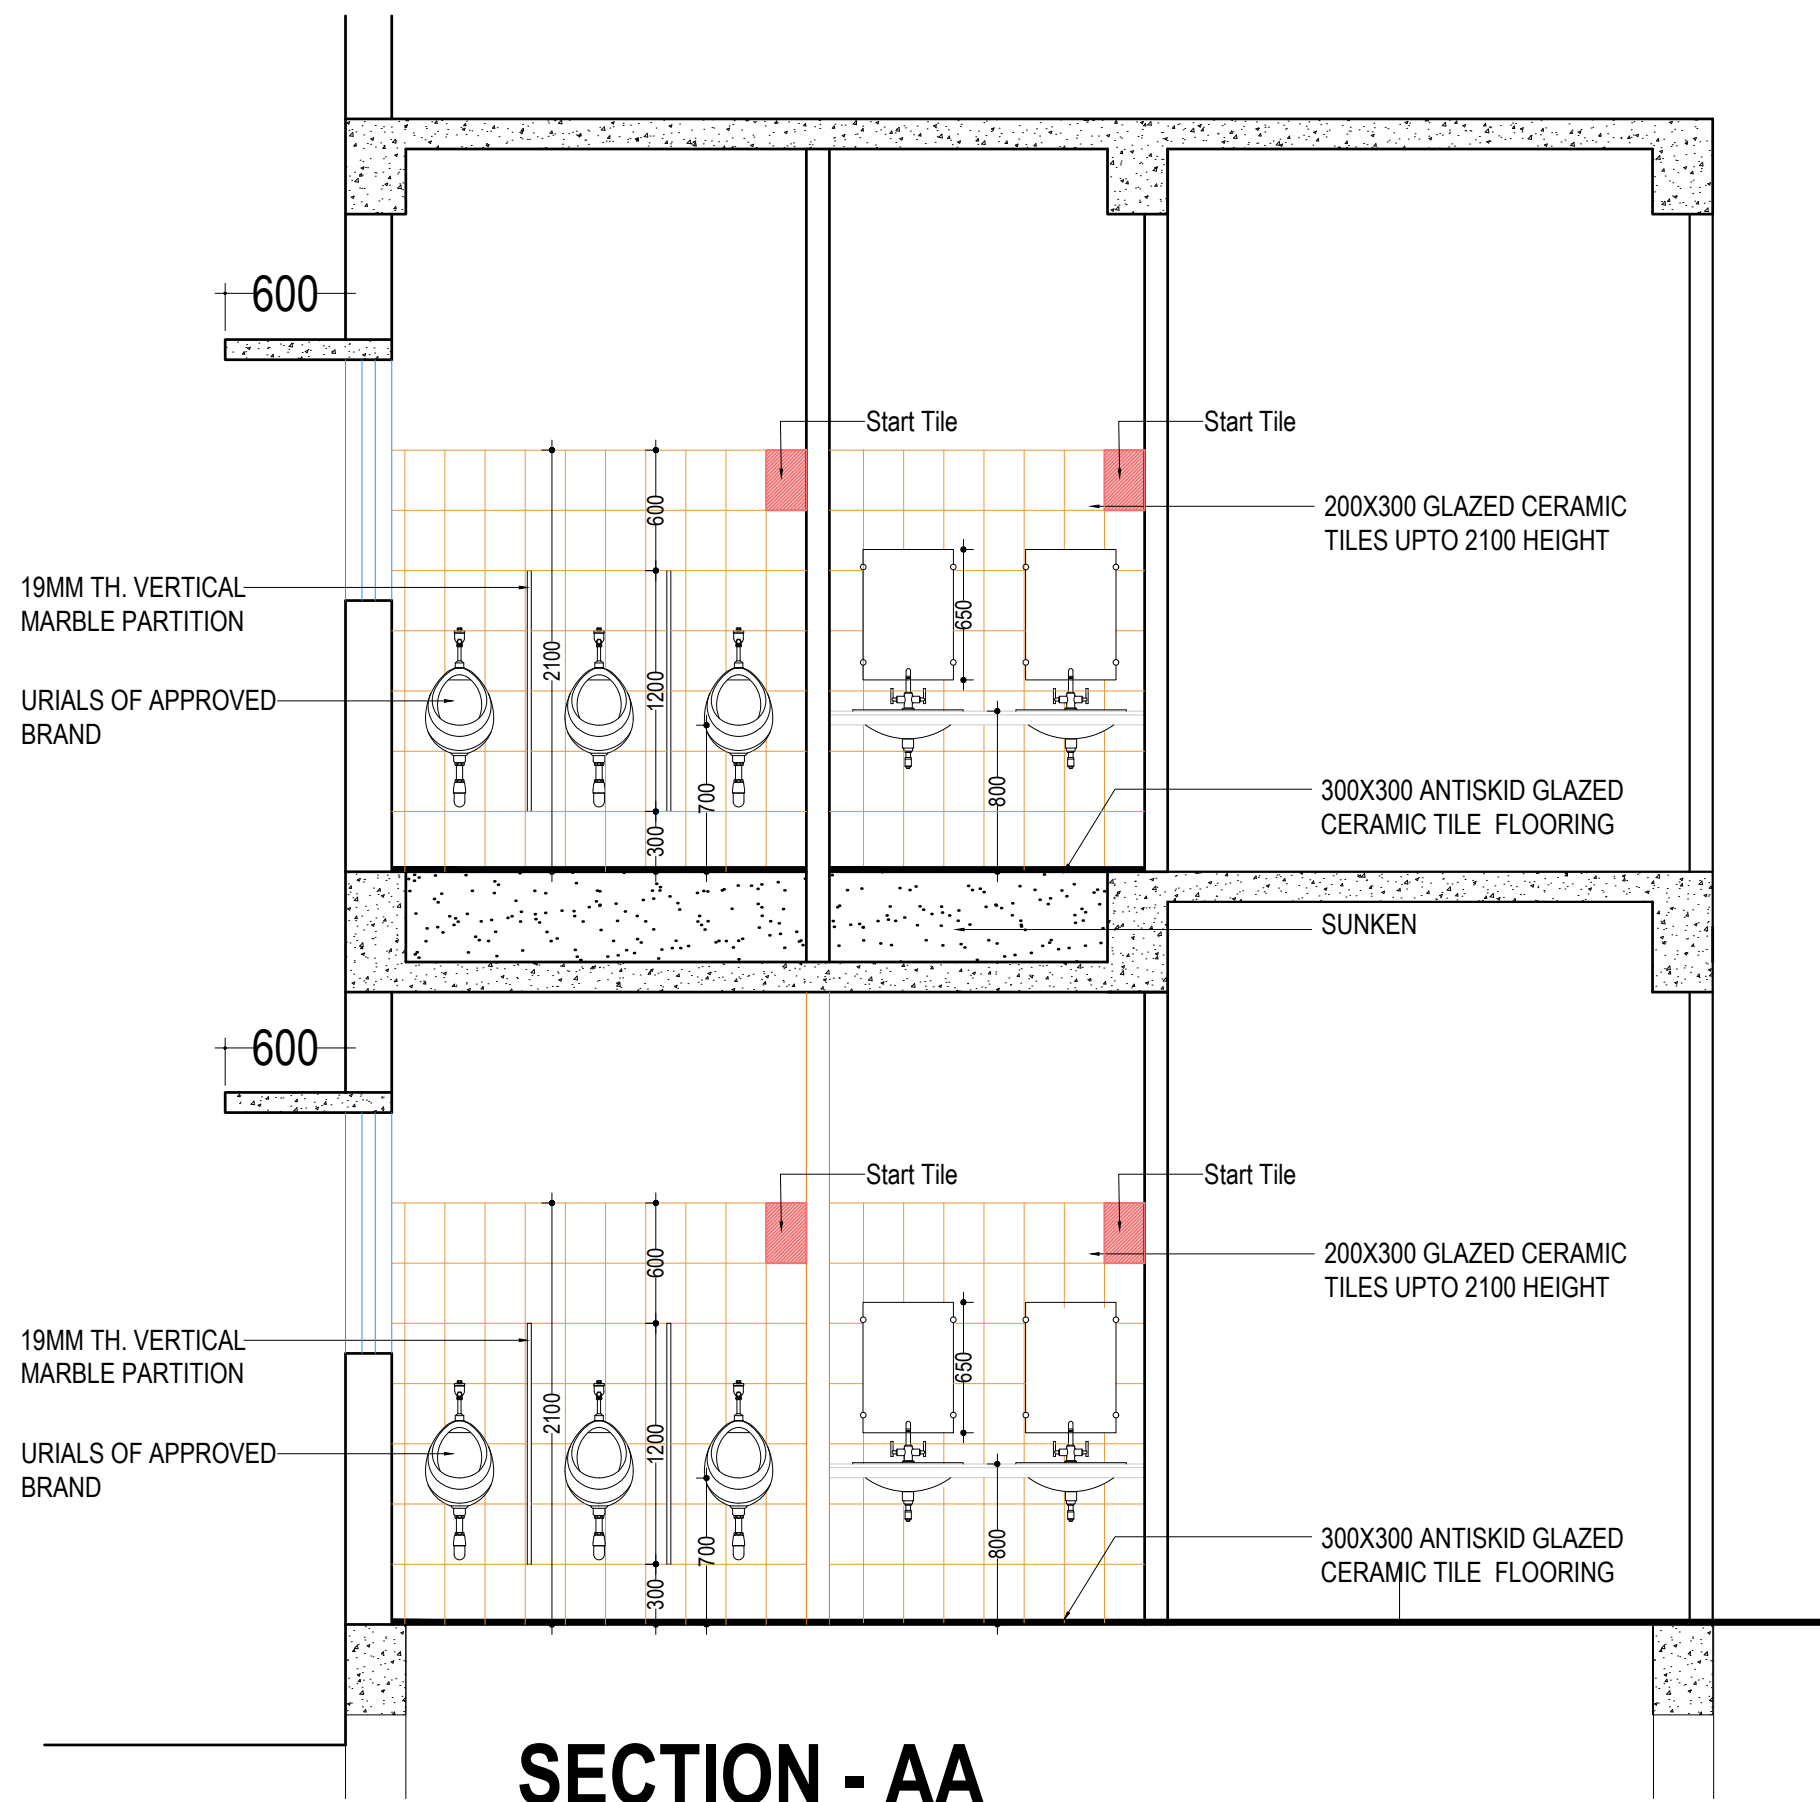 600
Start Tile
Start Tile
200X300 GLAZED CERAMIC
TILES UPTO 2100 HEIGHT
600
650
19MM TH. VERTICAL
MARBLE PARTITION
2100
1200
URIALS OF APPROVED
BRAND
700
800
300X300 ANTISKID GLAZED
CERAMIC TILE FLOORING
300
SUNKEN
600
Start Tile
Start Tile
200X300 GLAZED CERAMIC
TILES UPTO 2100 HEIGHT
600
650
19MM TH. VERTICAL
MARBLE PARTITION
2100
1200
URIALS OF APPROVED
BRAND
700
800
300X300 ANTISKID GLAZED
CERAMIC TILE FLOORING
300
SECTION - AA